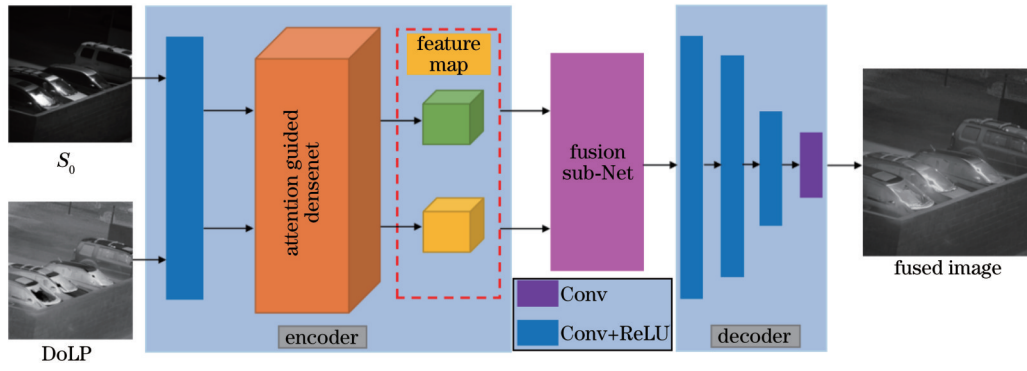 S₀
DoLP
attention guided
densenet
feature
map
encoder
fusion
sub-Net
Conv
Conv+ReLU
decoder
fused image